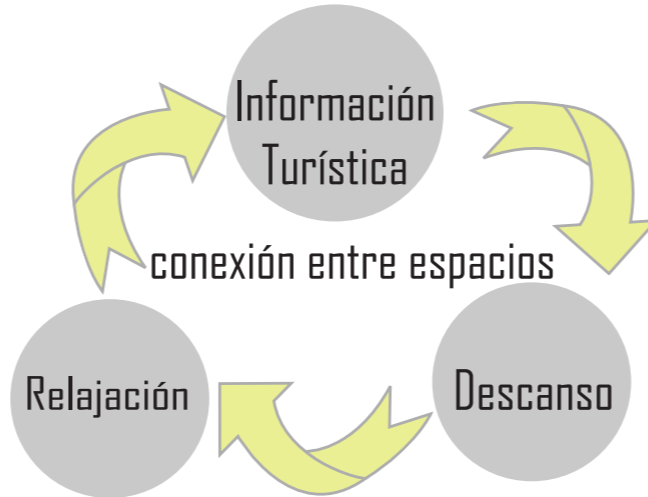 Información
Turística
conexión entre espacios
Relajación
Descanso